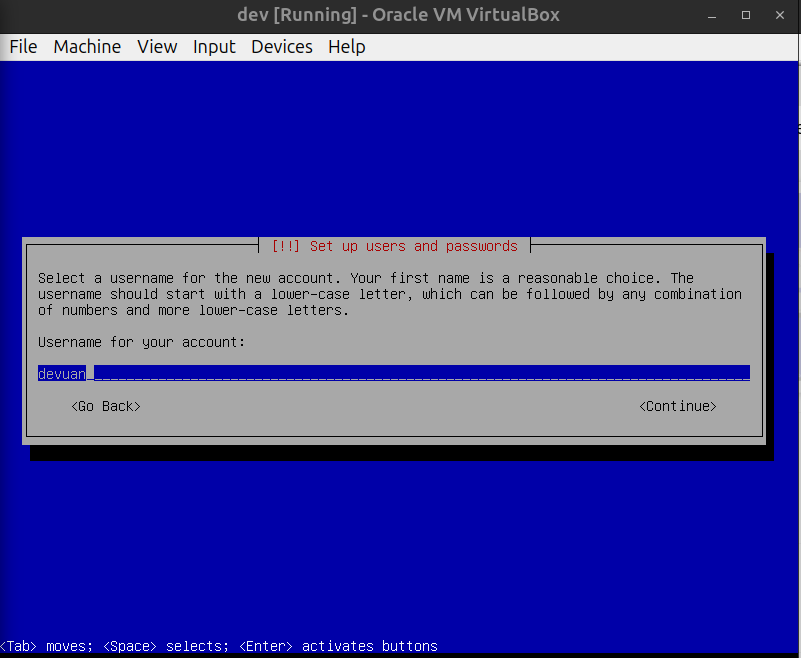 dev [Running] - Oracle VM VirtualBox
File Machine View Input Devices Help
[!!] Set up users and passwords
Select a username for the new account. Your first name is a reasonable choice. The
username should start with a lower-case letter, which can be followed by any combination
of numbers and more lower-case letters.
Username for your account:
devuan
<Go Back> <Continue>
<Tab> moves; <Space> selects; <Enter> activates buttons